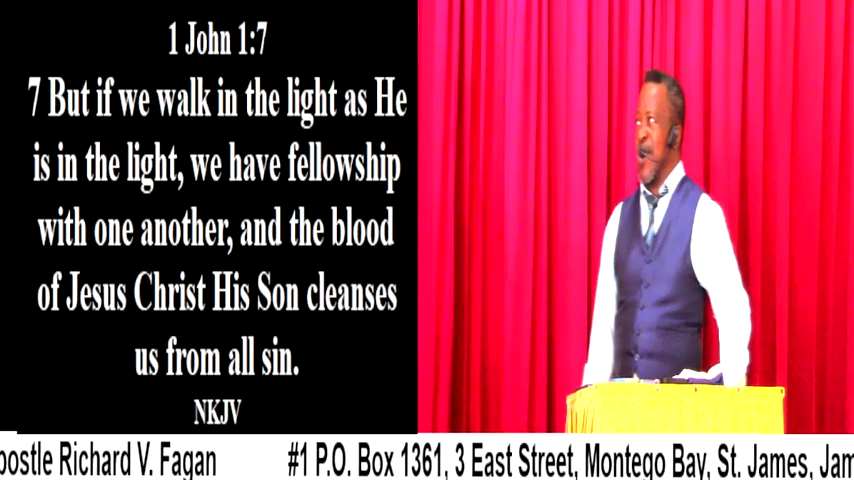 1 John 1:7
7 But if we walk in the light as He
is in the light, we have fellowship
with one another, and the blood
of Jesus Christ His Son cleanses
us from all sin.
NKJV
postle Richard V. Fagan #1 P.O. Box 1361, 3 East Street, Montego Bay, St. James, Jam